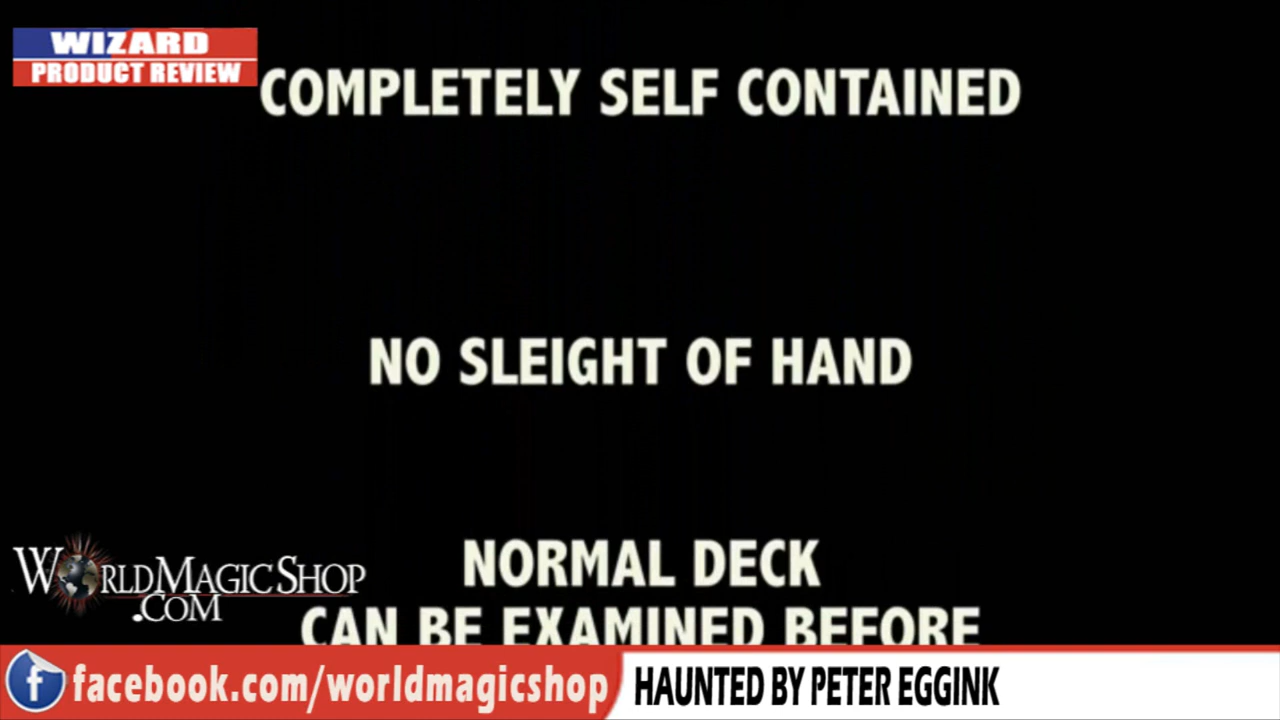 WIZARD
PRODUCT REVIEW
COMPLETELY SELF CONTAINED
NO SLEIGHT OF HAND
NORMAL DECK
CAN BE EXAMINED BEFORE
WORLDMAGICSHOP
.COM
f facebook.com/worldmagicshop
HAUNTED BY PETER EGGINK